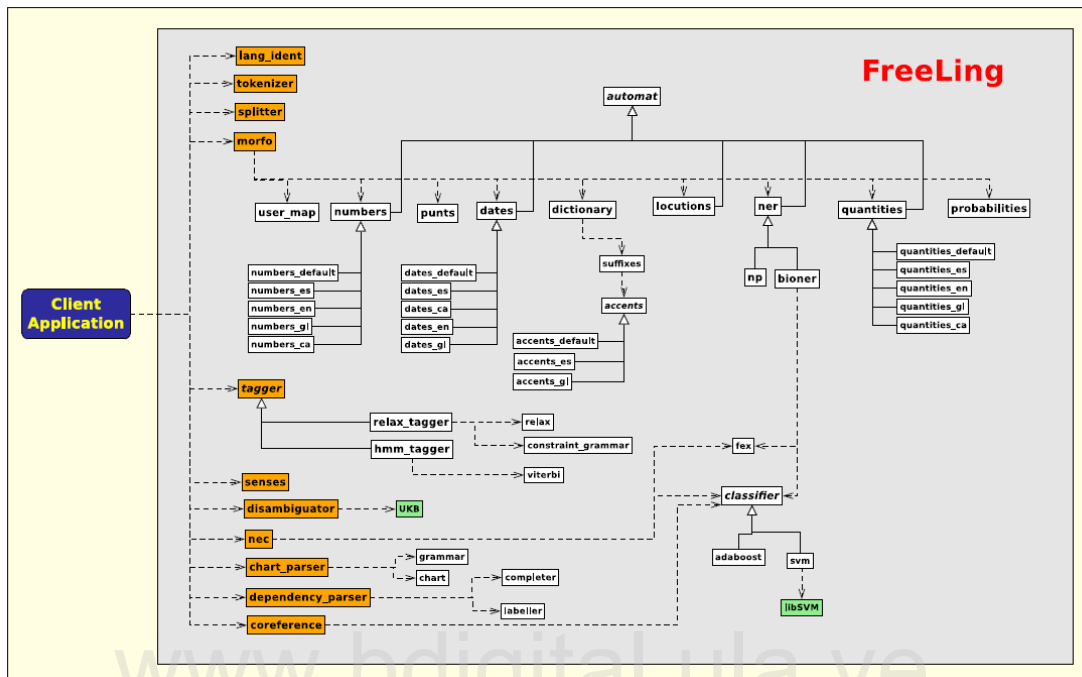 lang_ident
FreeLing
tokenizer
automat
splitter
morfo
user_map
numbers
punts
dates
dictionary
locutions
ner
quantities
probabilities
suffixes
accents
np
bioner
numbers_default
numbers_es
numbers_en
numbers_gl
numbers_ca
dates_default
dates_es
dates_ca
dates_en
dates_gl
accents_default
accents_es
accents_gl
quantities_default
quantities_es
quantities_en
quantities_gl
quantities_ca
Client
Application
tagger
relax_tagger
relax
hmm_tagger
constraint_grammar
viterbi
fex
senses
classifier
disambiguator
UKB
nec
adaboost
svm
chart_parser
grammar
chart
dependency_parser
completer
labeller
libSVM
coreference
www.bdigital.ula.ve